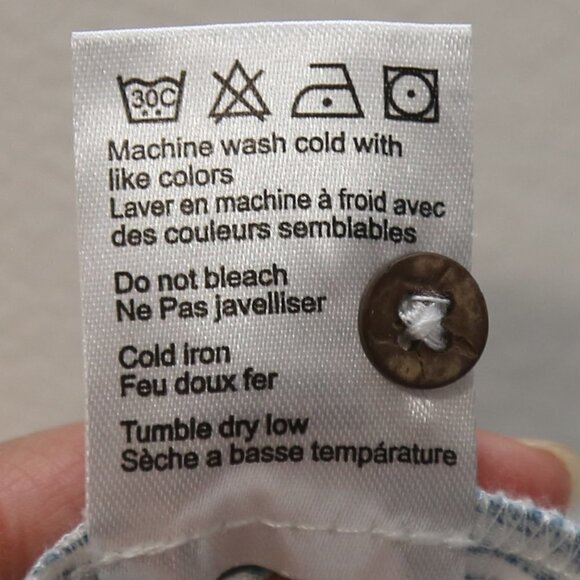 30C
Machine wash cold with
like colors
Laver en machine à froid avec
des couleurs semblables
Do not bleach
Ne Pas javelliser
Cold iron
Feu doux fer
Tumble dry low
Sèche a basse tempárature